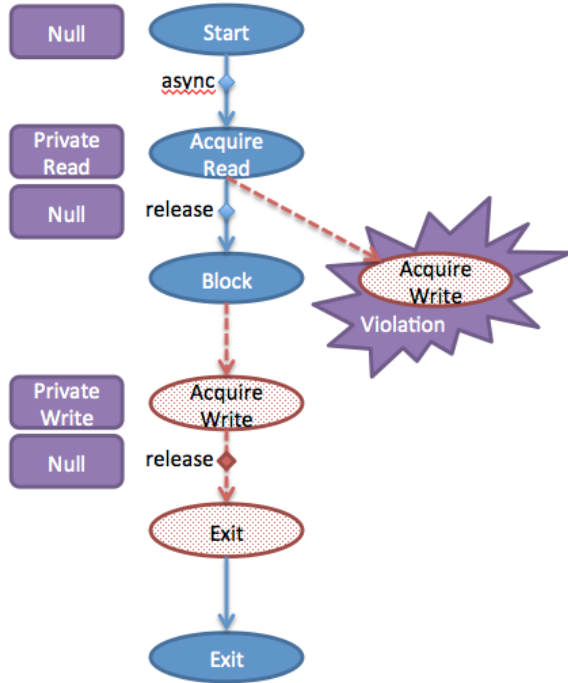 Null
Start
async
Private
Read
Acquire
Read
Null
release
Block
Acquire
Write
Violation
Private
Write
Acquire
Write
Null
release
Exit
Exit